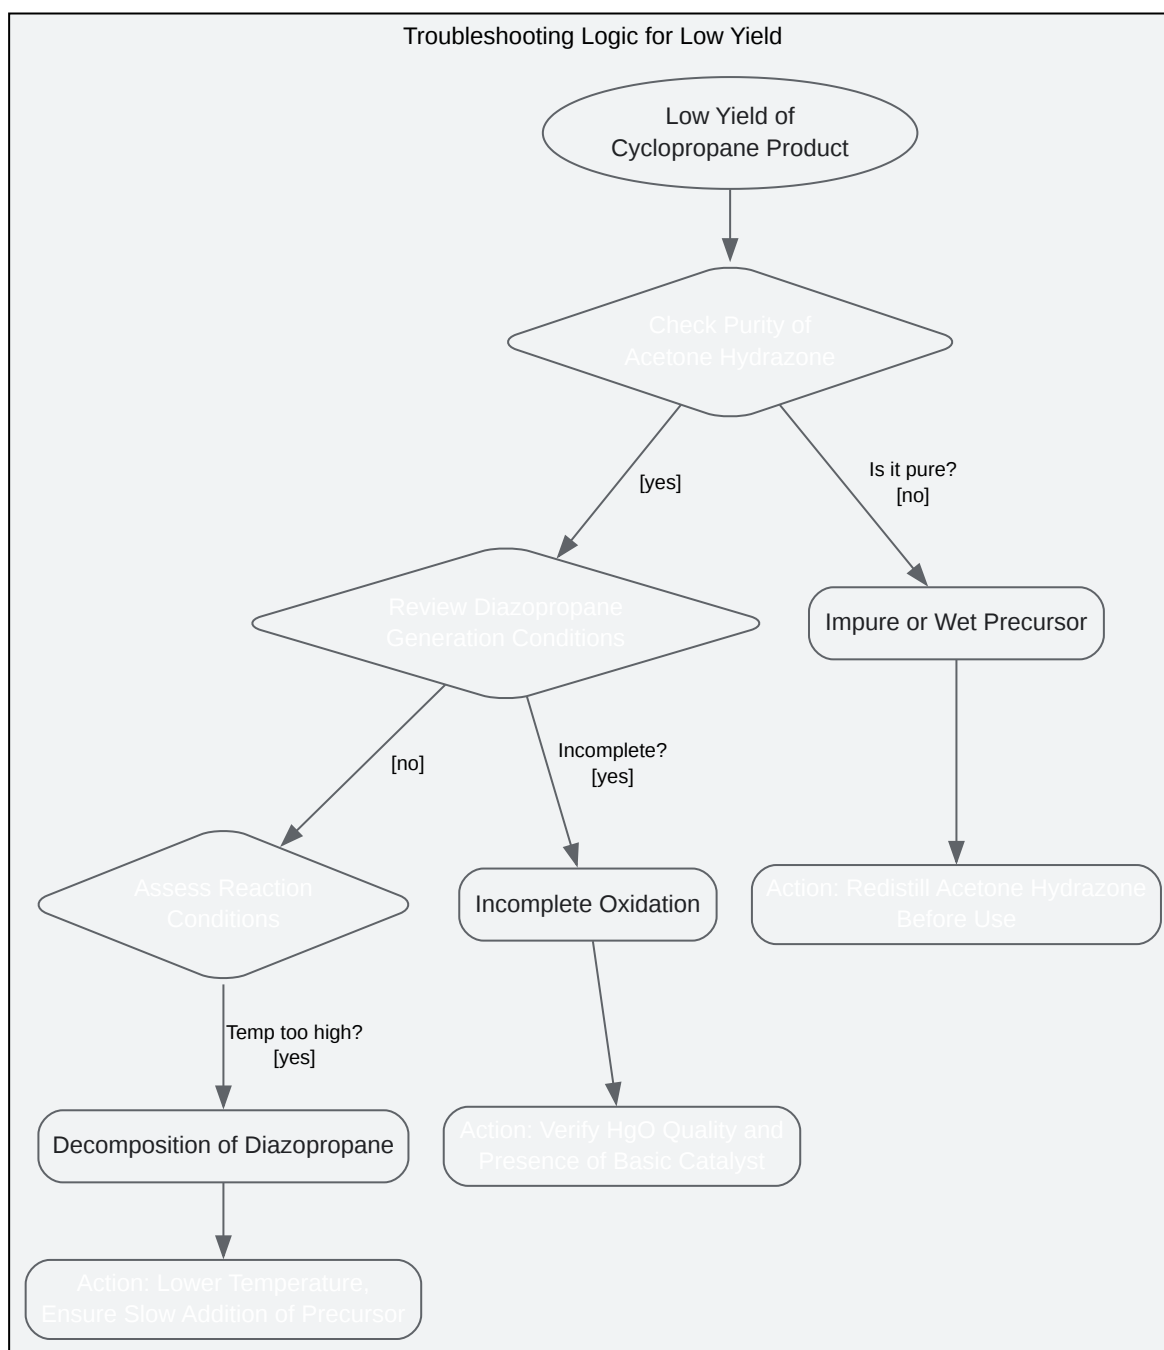 Troubleshooting Logic for Low Yield
Low Yield of
Cyclopropane Product
Check Purity of
Acetone Hydrazone
[yes]
Is it pure?
[no]
Review Diazopropane
Generation Conditions
Impure or Wet Precursor
[no]
Incomplete?
[yes]
Assess Reaction
Conditions
Incomplete Oxidation
Action: Redistill Acetone Hydrazone
Before Use
Temp too high?
[yes]
Decomposition of Diazopropane
Action: Verify HgO Quality and
Presence of Basic Catalyst
Action: Lower Temperature,
Ensure Slow Addition of Precursor